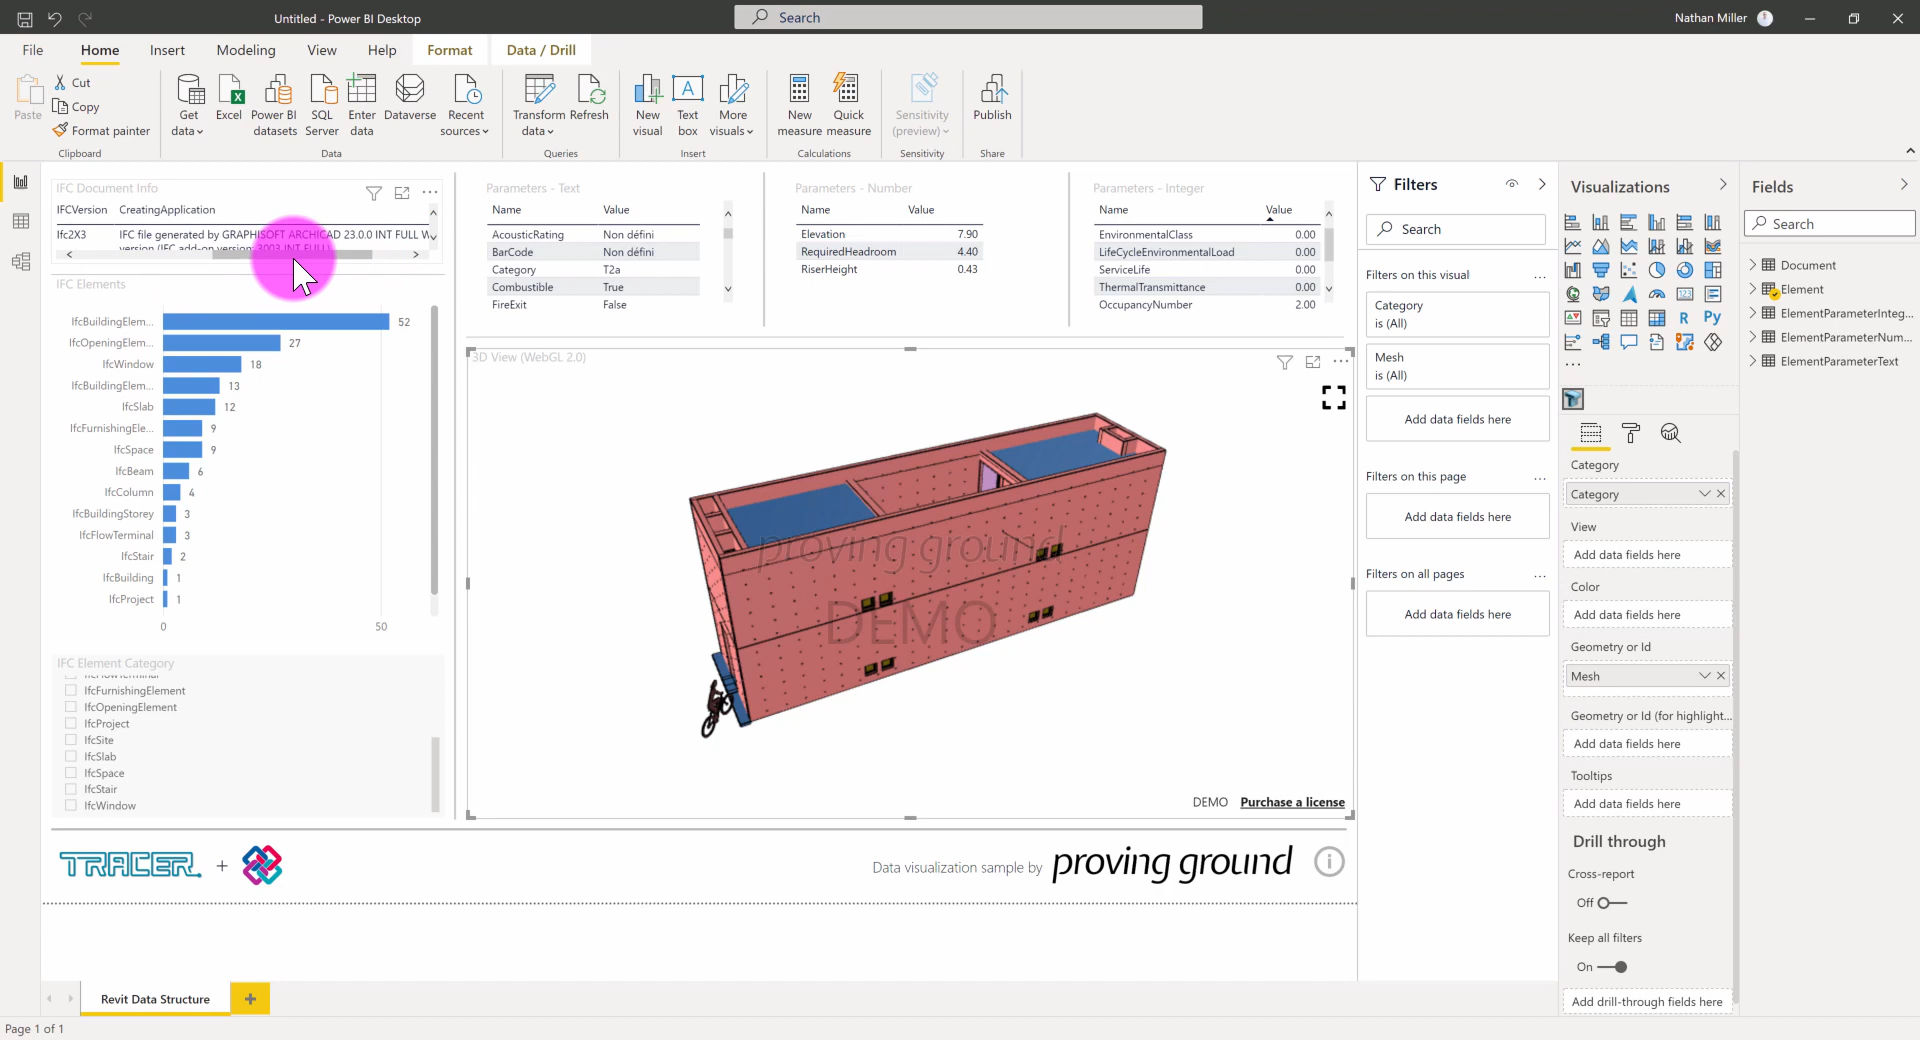 Untitled - Power BI Desktop
Search
Nathan Miller
File
Home
Insert
Modeling
View
Help
Format
Data / Drill
Paste
Cut
Copy
Format painter
Clipboard
Get data
Excel
Power BI datasets
SQL Server
Enter data
Dataverse
Recent sources
Data
Transform data
Refresh
Queries
New visual
Text box
More visuals
Insert
New measure
Quick measure
Calculations
Sensitivity (preview)
Sensitivity
Publish
Share
IFC Document Info
IFCVersion CreatingApplication
Ifc2X3 IFC file generated by GRAPHISOFT ARCHICAD 23.0.0 INT FULL W
version (IFC add-on version: 3003 INT FULL)
IFC Elements
IfcBuildingElem... 52
IfcOpeningElem... 27
IfcWindow 18
IfcBuildingElem... 13
IfcSlab 12
IfcFurnishingEle... 9
IfcSpace 9
IfcBeam 6
IfcColumn 4
IfcBuildingStorey 3
IfcFlowTerminal 3
IfcStair 2
IfcBuilding 1
IfcProject 1
0 50
IFC Element Category
IfcFlowTerminal
IfcFurnishingElement
IfcOpeningElement
IfcProject
IfcSite
IfcSlab
IfcSpace
IfcStair
IfcWindow
Parameters - Text
Name Value
AcousticRating Non défini
BarCode Non défini
Category T2a
Combustible True
FireExit False
Parameters - Number
Name Value
Elevation 7.90
RequiredHeadroom 4.40
RiserHeight 0.43
Parameters - Integer
Name Value
EnvironmentalClass 0.00
LifeCycleEnvironmentalLoad 0.00
ServiceLife 0.00
ThermalTransmittance 0.00
OccupancyNumber 2.00
3D View (WebGL 2.0)
proving ground
DEMO
DEMO Purchase a license
TRACER + 
Data visualization sample by proving ground
Filters
Search
Filters on this visual ...
Category
is (All)
Mesh
is (All)
Add data fields here
Filters on this page ...
Add data fields here
Filters on all pages ...
Add data fields here
Visualizations
R Py
...
Category
Category
View
Add data fields here
Color
Add data fields here
Geometry or Id
Mesh
Geometry or Id (for highlight...
Add data fields here
Tooltips
Add data fields here
Drill through
Cross-report
Off
Keep all filters
On
Add drill-through fields here
Fields
Search
Document
Element
ElementParameterInteg...
ElementParameterNum...
ElementParameterText
Revit Data Structure
Page 1 of 1